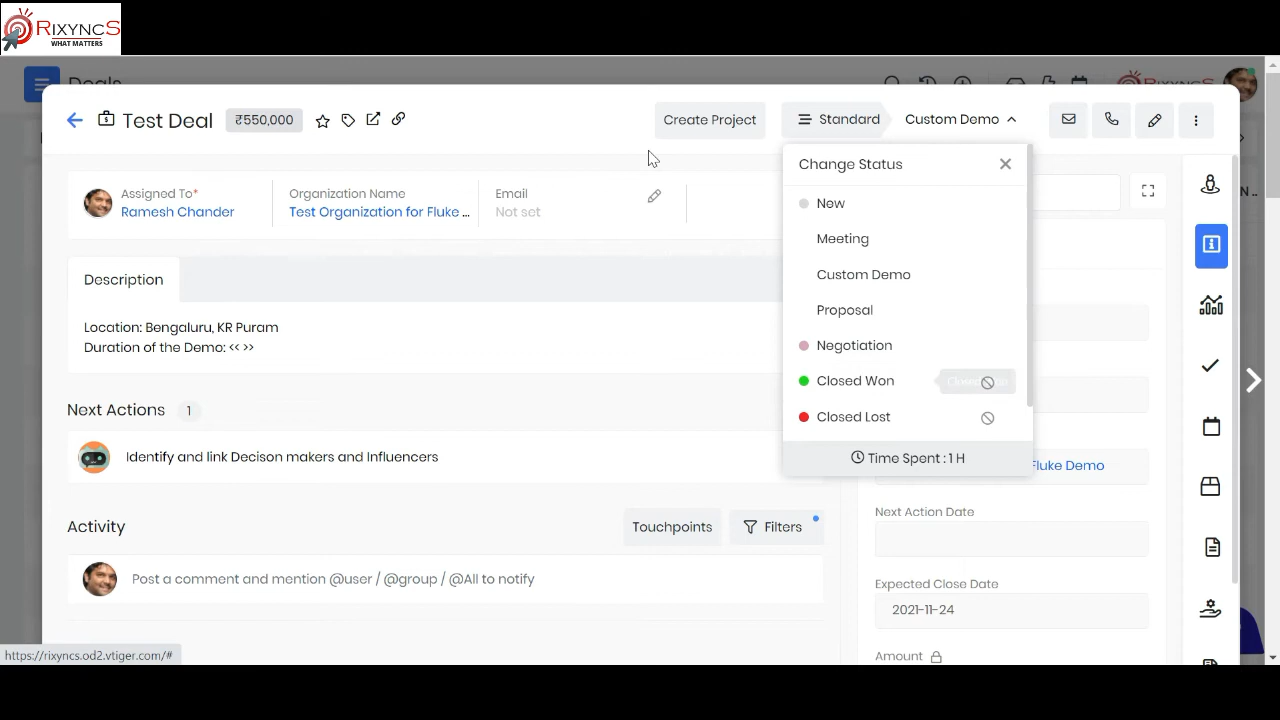 RIXYNCS
WHAT MATTERS
Deals
RIXYNCS
Test Deal
₹550,000
Create Project
Standard
Custom Demo
Assigned To*
Ramesh Chander
Organization Name
Test Organization for Fluke ...
Email
Not set
Change Status
New
Meeting
Custom Demo
Proposal
Negotiation
Closed Won
Closed Lost
Time Spent : 1 H
N ..
Description
Location: Bengaluru, KR Puram
Duration of the Demo: << >>
Next Actions 1
Identify and link Decison makers and Influencers
Activity
Touchpoints
Filters
Post a comment and mention @user / @group / @All to notify
Fluke Demo
Next Action Date
Expected Close Date
2021-11-24
Amount
https://rixyncs.od2.vtiger.com/#